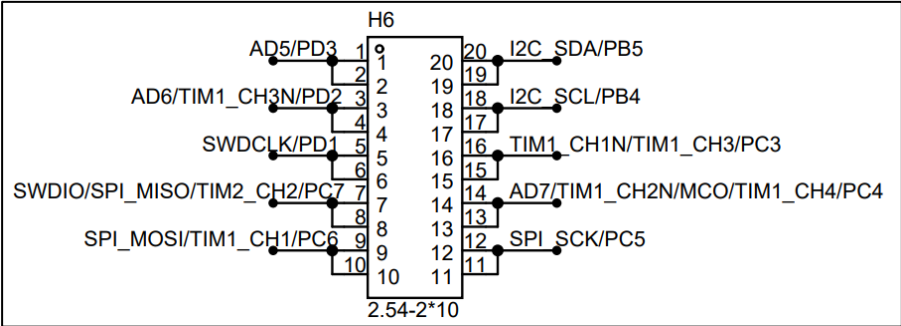 H6
AD5/PD3 1 1 20 20 I2C_SDA/PB5
2 2 19 19
AD6/TIM1_CH3N/PD2 3 3 18 18 I2C_SCL/PB4
4 4 17 17
SWDCLK/PD1 5 5 16 16 TIM1_CH1N/TIM1_CH3/PC3
6 6 15 15
SWDIO/SPI_MISO/TIM2_CH2/PC7 7 7 14 14 AD7/TIM1_CH2N/MCO/TIM1_CH4/PC4
8 8 13 13
SPI_MOSI/TIM1_CH1/PC6 9 9 12 12 SPI_SCK/PC5
10 10 11 11
2.54-2*10